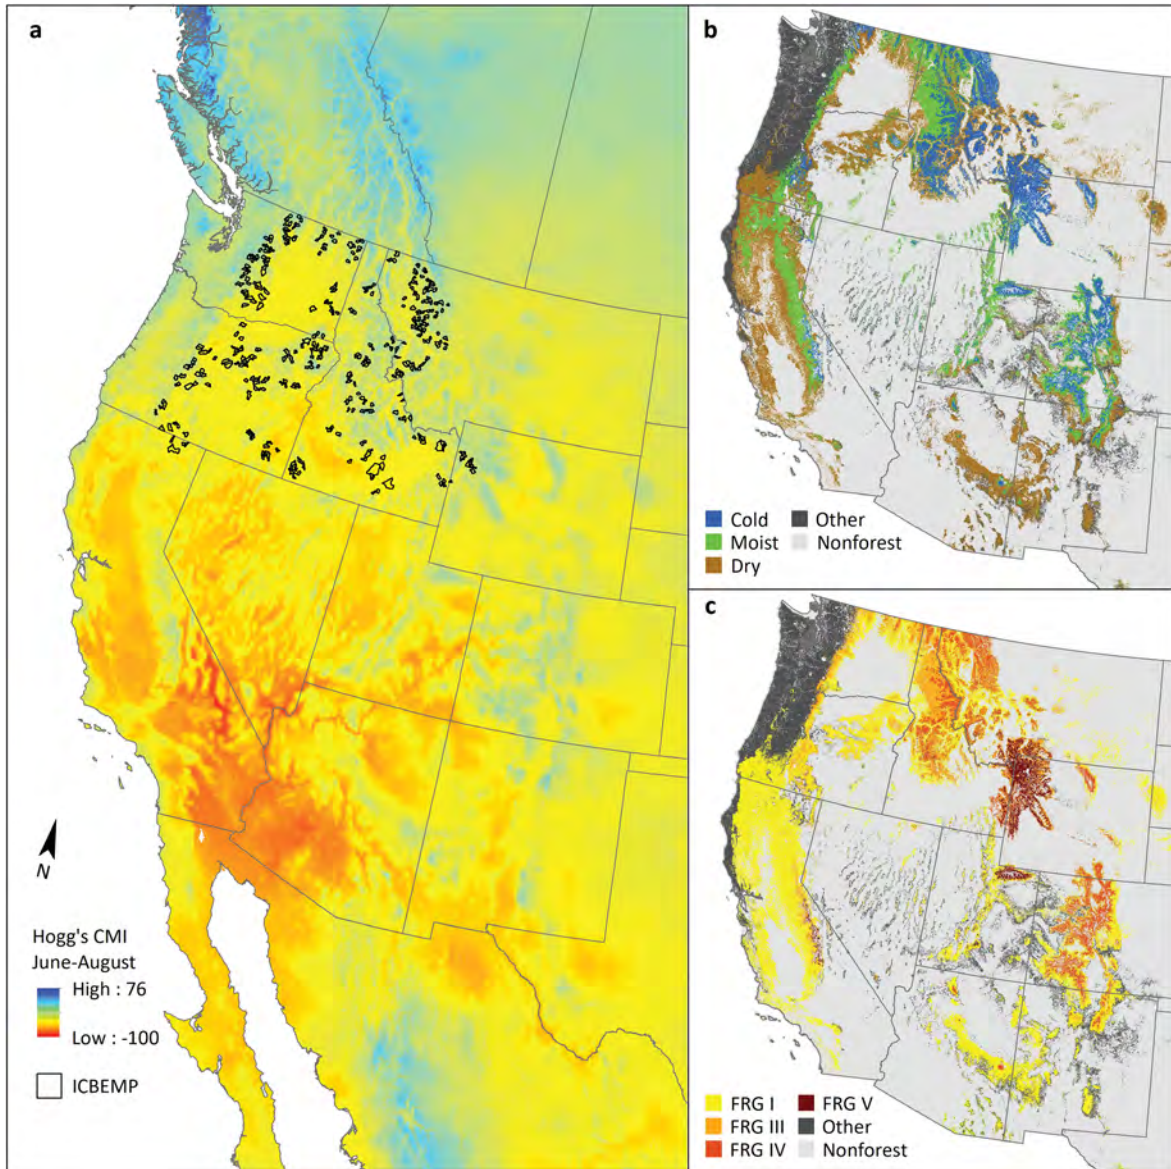 a
N
Hogg's CMI
June-August
High : 76
Low : -100
ICBEMP
b
Cold
Moist
Dry
Other
Nonforest
c
FRG I
FRG III
FRG IV
FRG V
Other
Nonforest